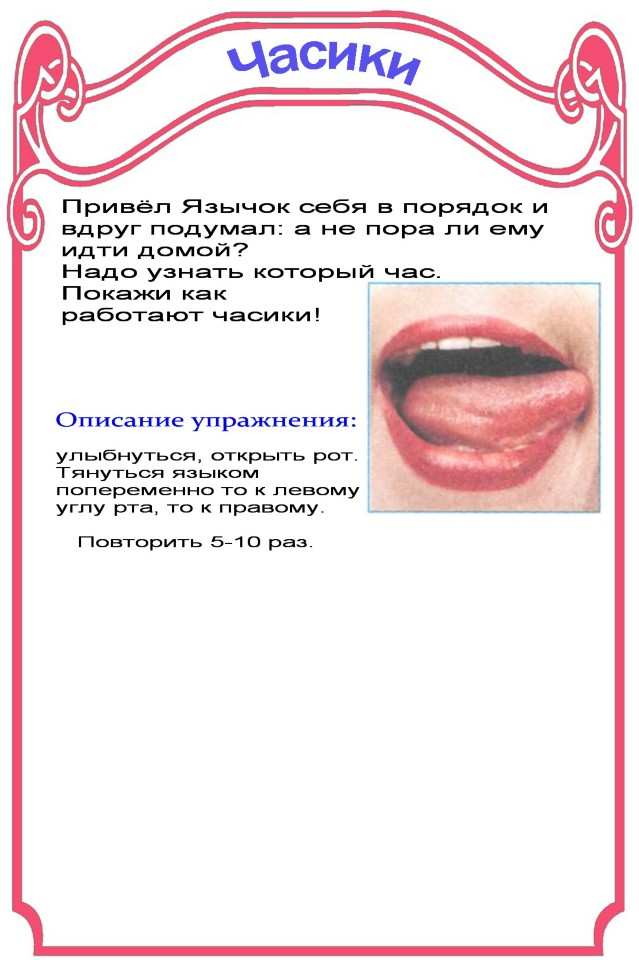 Часики
Привёл Язычок себя в порядок и
вдруг подумал: а не пора ли ему
идти домой?
Надо узнать который час.
Покажи как
работают часики!
Описание упражнения:
улыбнуться, открыть рот.
Тянуться языком
попеременно то к левому
углу рта, то к правому.
Повторить 5-10 раз.